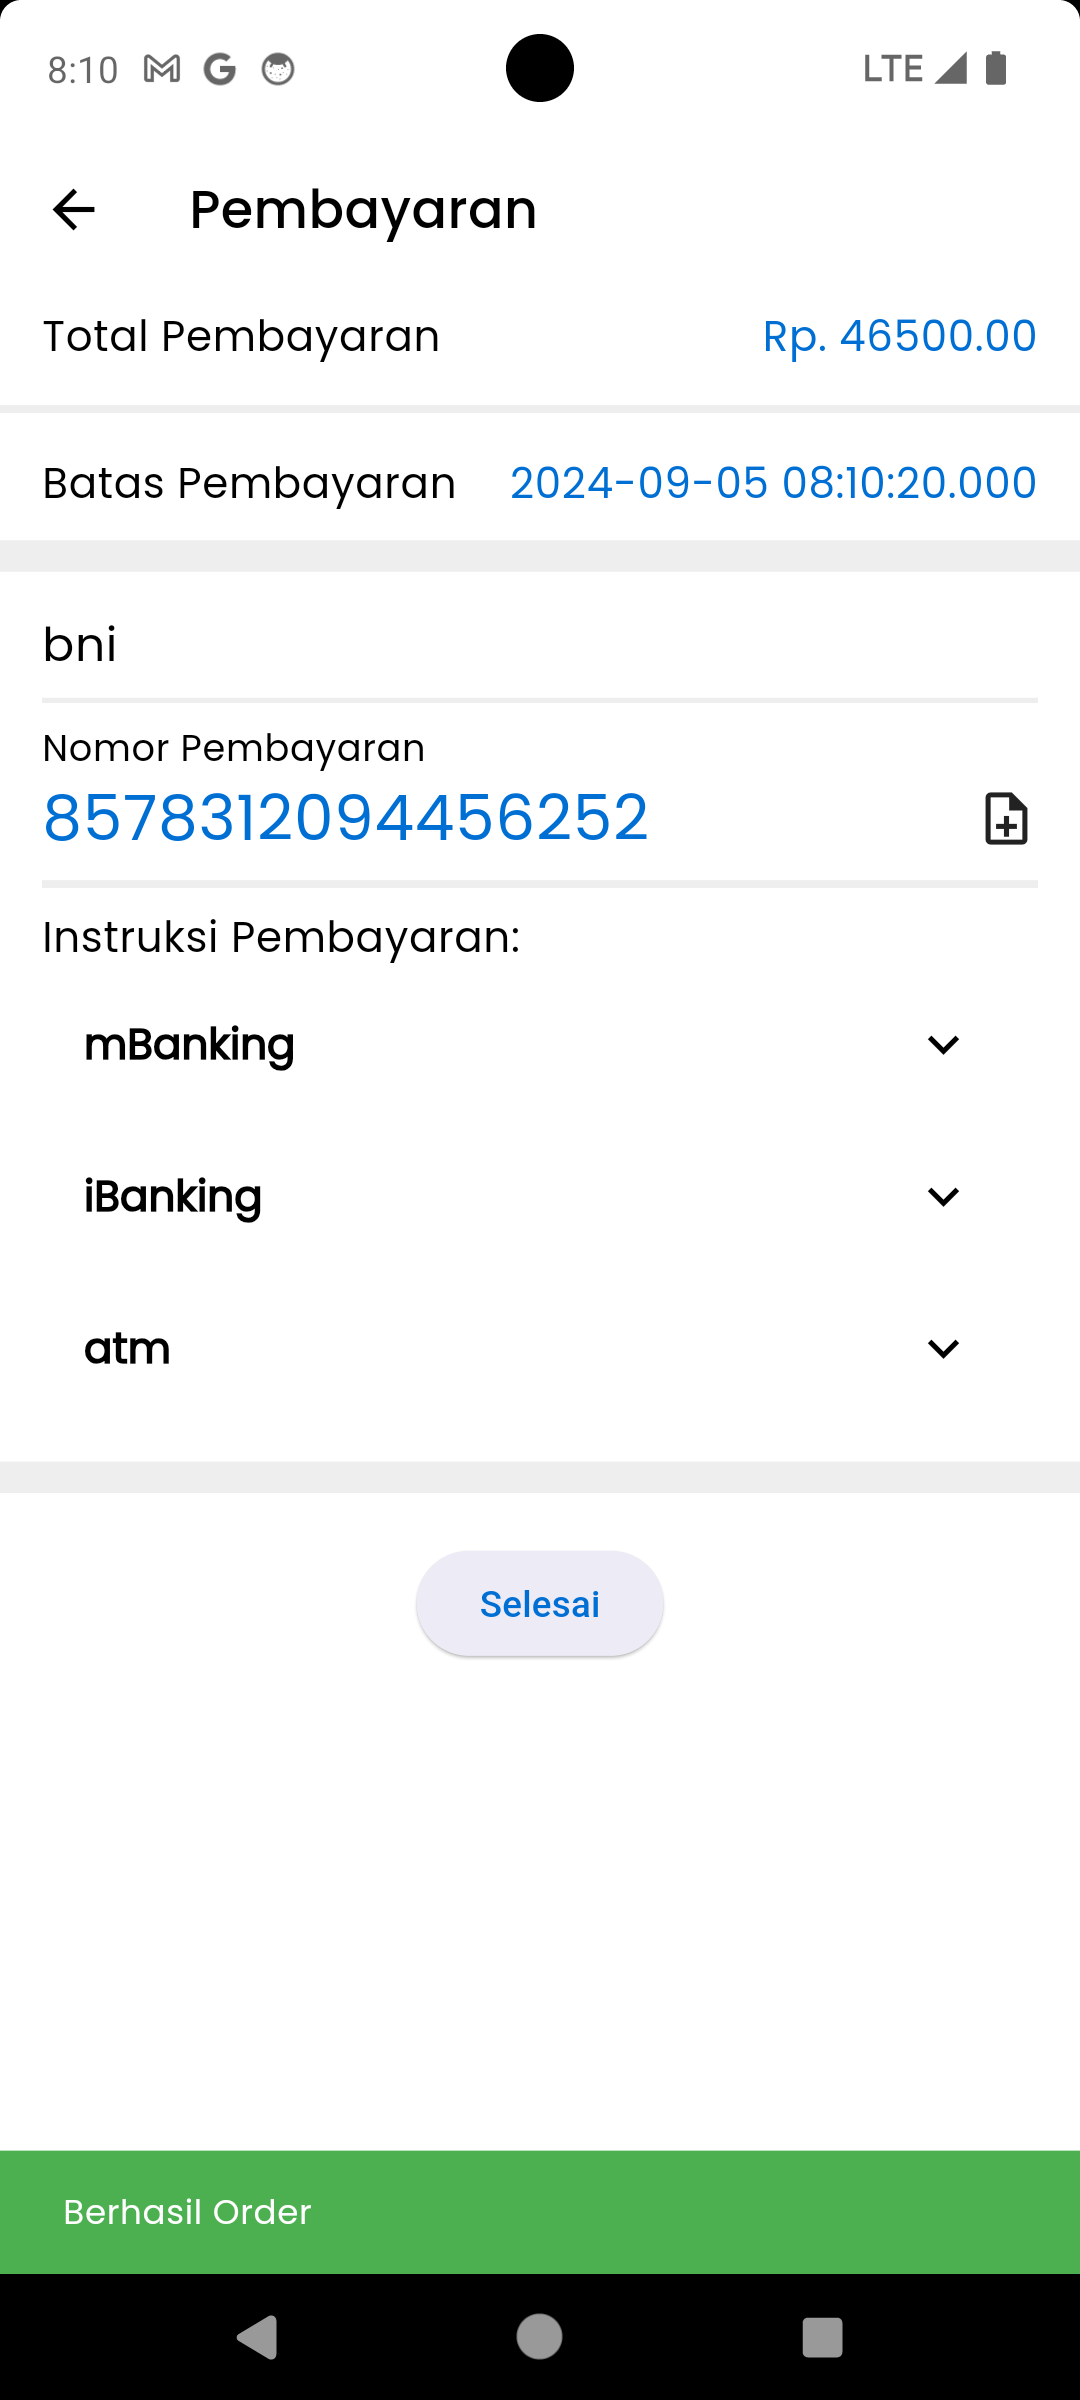 8:10
LTE
Pembayaran
Total Pembayaran Rp. 46500.00
Batas Pembayaran 2024-09-05 08:10:20.000
bni
Nomor Pembayaran
8578312094456252
Instruksi Pembayaran:
mBanking
iBanking
atm
Selesai
Berhasil Order